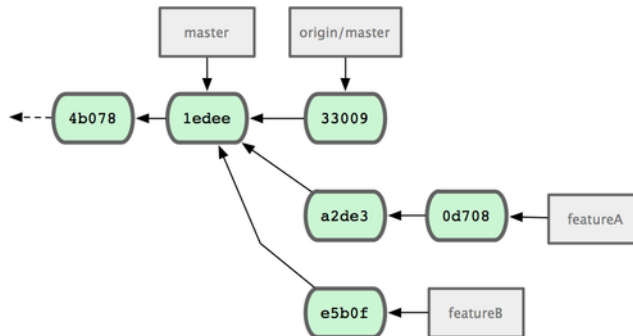 master
origin/master
4b078
1edee
33009
a2de3
0d708
featureA
e5b0f
featureB